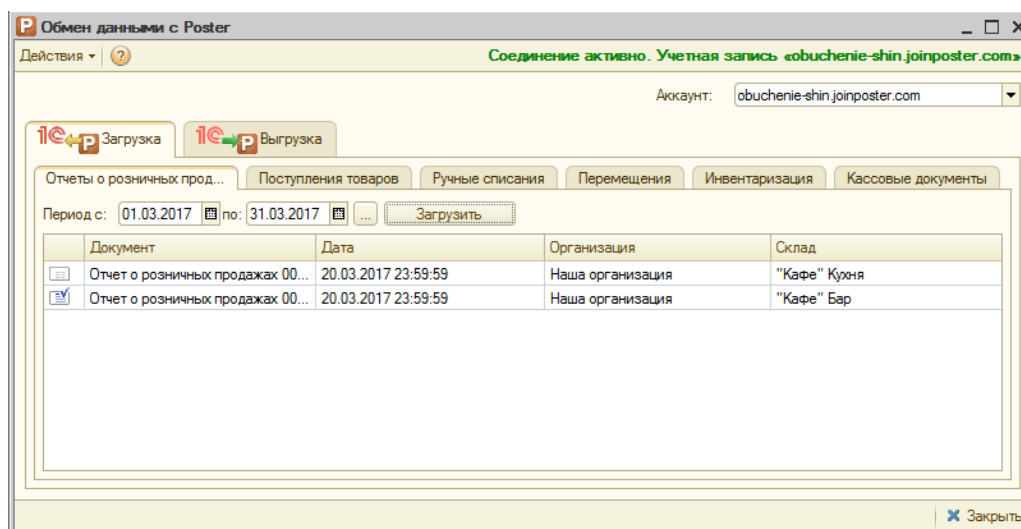 Обмен данными с Poster
Действия
Соединение активно. Учетная запись «obuchenie-shin.joinposter.com»
Аккаунт: obuchenie-shin.joinposter.com
1С P Загрузка 1С P Выгрузка
Отчеты о розничных прод... Поступления товаров Ручные списания Перемещения Инвентаризация Кассовые документы
Период с: 01.03.2017 по: 31.03.2017 ... Загрузить
Документ Дата Организация Склад
Отчет о розничных продажах 00... 20.03.2017 23:59:59 Наша организация "Кафе" Кухня
Отчет о розничных продажах 00... 20.03.2017 23:59:59 Наша организация "Кафе" Бар
Закрыть